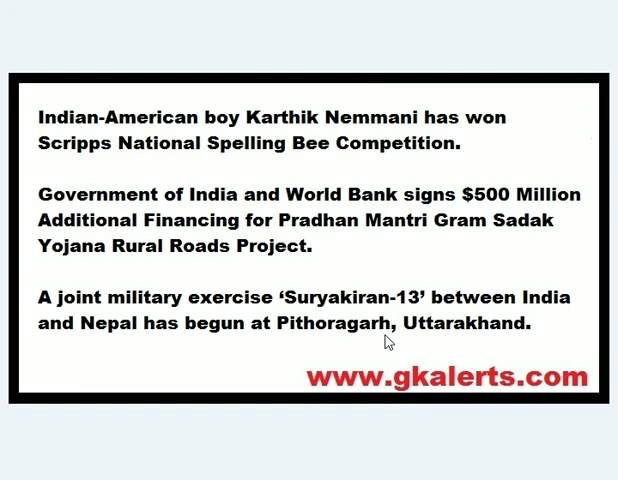 Indian-American boy Karthik Nemmani has won
Scripps National Spelling Bee Competition.
Government of India and World Bank signs $500 Million
Additional Financing for Pradhan Mantri Gram Sadak
Yojana Rural Roads Project.
A joint military exercise ‘Suryakiran-13’ between India
and Nepal has begun at Pithoragarh, Uttarakhand.
www.gkalerts.com